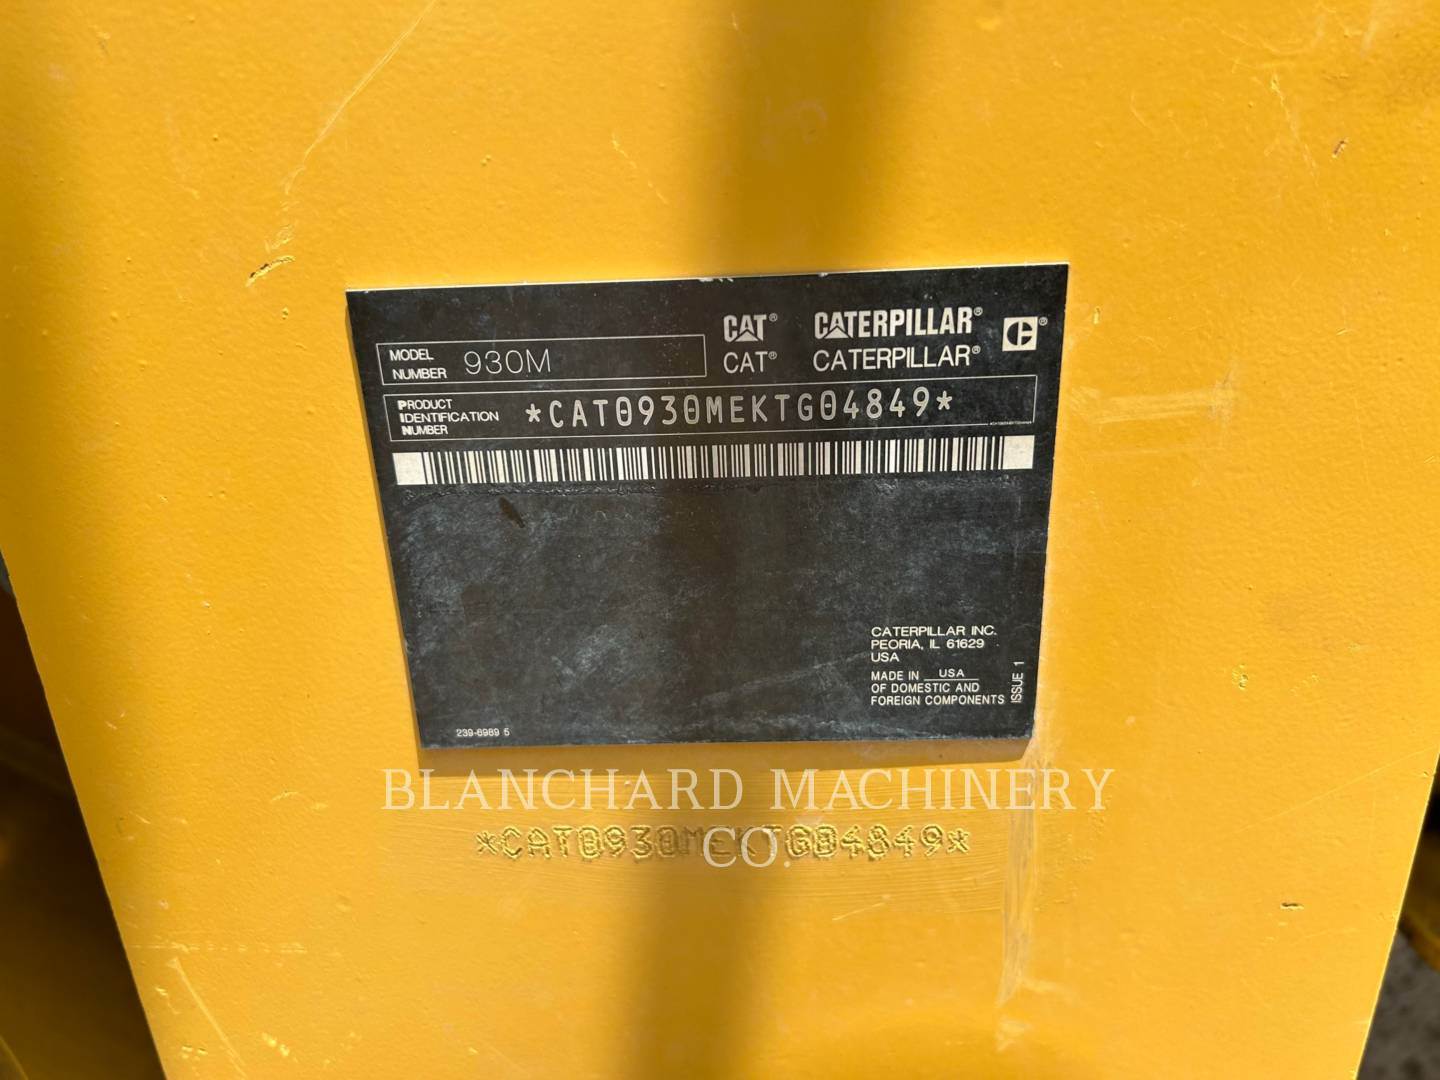 CAT® CATERPILLAR®
CAT® CATERPILLAR®
MODEL NUMBER 930M
PRODUCT IDENTIFICATION NUMBER *CAT0930MEKTG04849*
CATERPILLAR INC.
PEORIA, IL 61629
USA
MADE IN USA
OF DOMESTIC AND
FOREIGN COMPONENTS
ISSUE 1
239-6989 5
BLANCHARD MACHINERY
CO.
*CAT0930MEKTG04849*